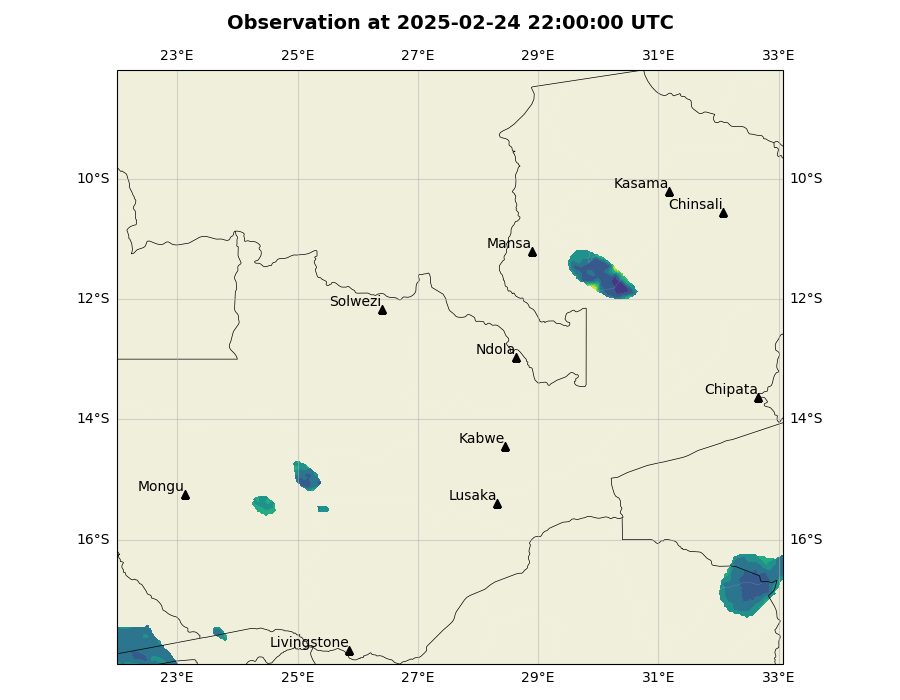 Observation at 2025-02-24 22:00:00 UTC
23°E 25°E 27°E 29°E 31°E 33°E
10°S 10°S
Kasama
Chinsali
Mansa
12°S 12°S
Solwezi
Ndola
Chipata
14°S 14°S
Kabwe
Mongu
Lusaka
16°S 16°S
Livingstone
23°E 25°E 27°E 29°E 31°E 33°E